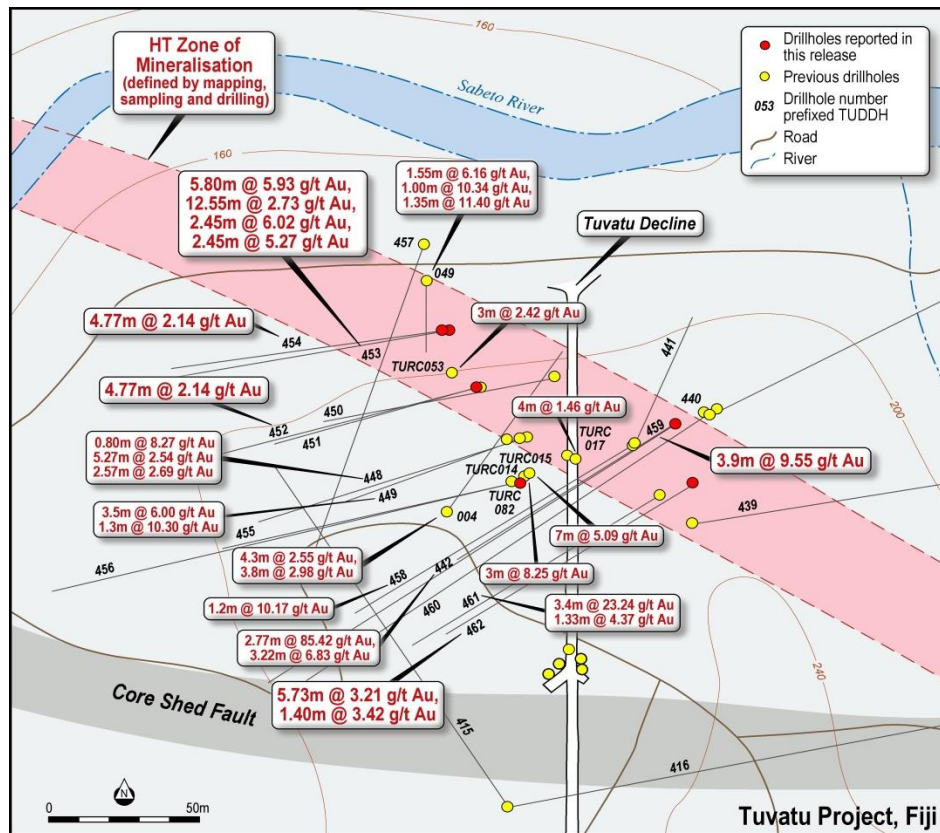 160
HT Zone of
Mineralisation
(defined by mapping,
sampling and drilling)
Sabeto River
Drillholes reported in
this release
Previous drillholes
053
Drillhole number
prefixed TUDDH
Road
River
160
5.80m @ 5.93 g/t Au,
12.55m @ 2.73 g/t Au,
2.45m @ 6.02 g/t Au,
2.45m @ 5.27 g/t Au
1.55m @ 6.16 g/t Au,
1.00m @ 10.34 g/t Au,
1.35m @ 11.40 g/t Au
457
049
Tuvatu Decline
3m @ 2.42 g/t Au
4.77m @ 2.14 g/t Au
454
453
TURC053
441
200
4.77m @ 2.14 g/t Au
450
452
451
4m @ 1.46 g/t Au
440
459
TURC
017
3.9m @ 9.55 g/t Au
0.80m @ 8.27 g/t Au
5.27m @ 2.54 g/t Au
2.57m @ 2.69 g/t Au
448
TURC015
TURC014
TURC
082
449
3.5m @ 6.00 g/t Au
1.3m @ 10.30 g/t Au
455
004
439
7m @ 5.09 g/t Au
456
4.3m @ 2.55 g/t Au,
3.8m @ 2.98 g/t Au
442
3m @ 8.25 g/t Au
458
1.2m @ 10.17 g/t Au
460
461
462
3.4m @ 23.24 g/t Au
1.33m @ 4.37 g/t Au
2.77m @ 85.42 g/t Au,
3.22m @ 6.83 g/t Au
240
5.73m @ 3.21 g/t Au,
1.40m @ 3.42 g/t Au
Core Shed Fault
415
416
N
0
50m
Tuvatu Project, Fiji